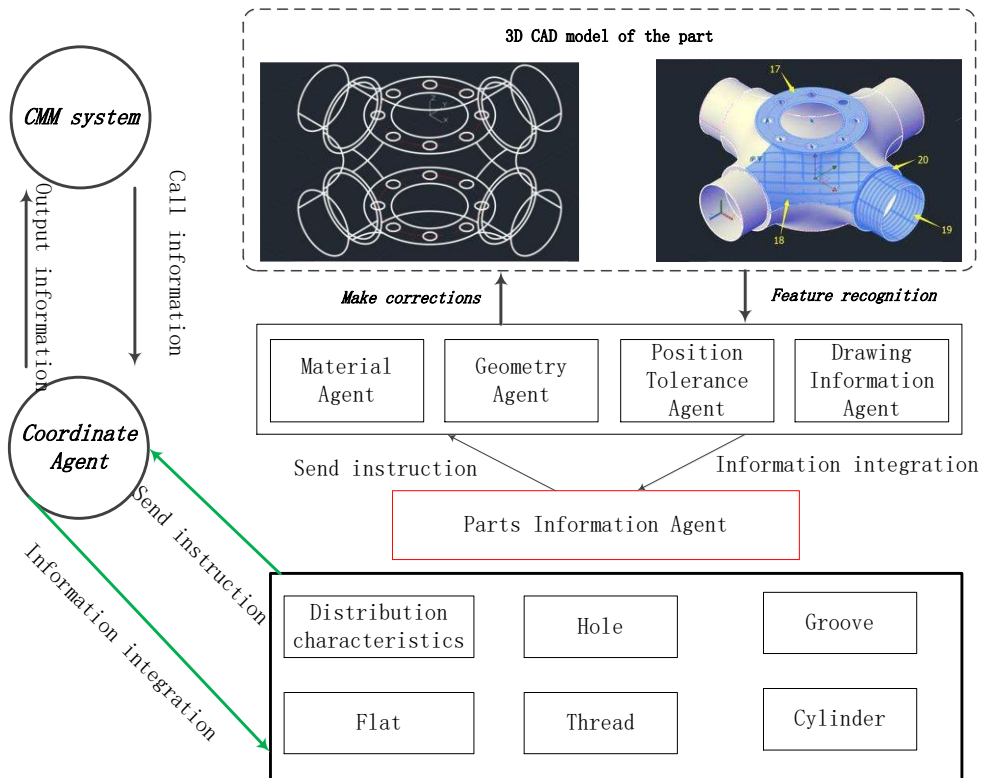 3D CAD model of the part
17
20
19
18
CMM system
Output information
Call information
Make corrections
Feature recognition
Material
Agent
Geometry
Agent
Position
Tolerance
Agent
Drawing
Information
Agent
Coordinate
Agent
Send instruction
Information integration
Parts Information Agent
Send instruction
Information integration
Distribution
characteristics
Hole
Groove
Flat
Thread
Cylinder